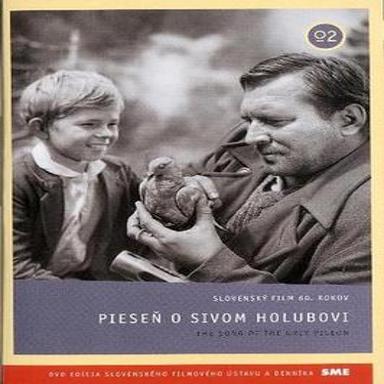 02
SLOVENSKÝ FILM 60. ROKOV
PIESEŇ O SIVOM HOLUBOVI
THE SONG OF THE GREY PIGEON
DVD EDÍCIA SLOVENSKÉHO FILMOVÉHO ÚSTAVU A DENNÍKA SME